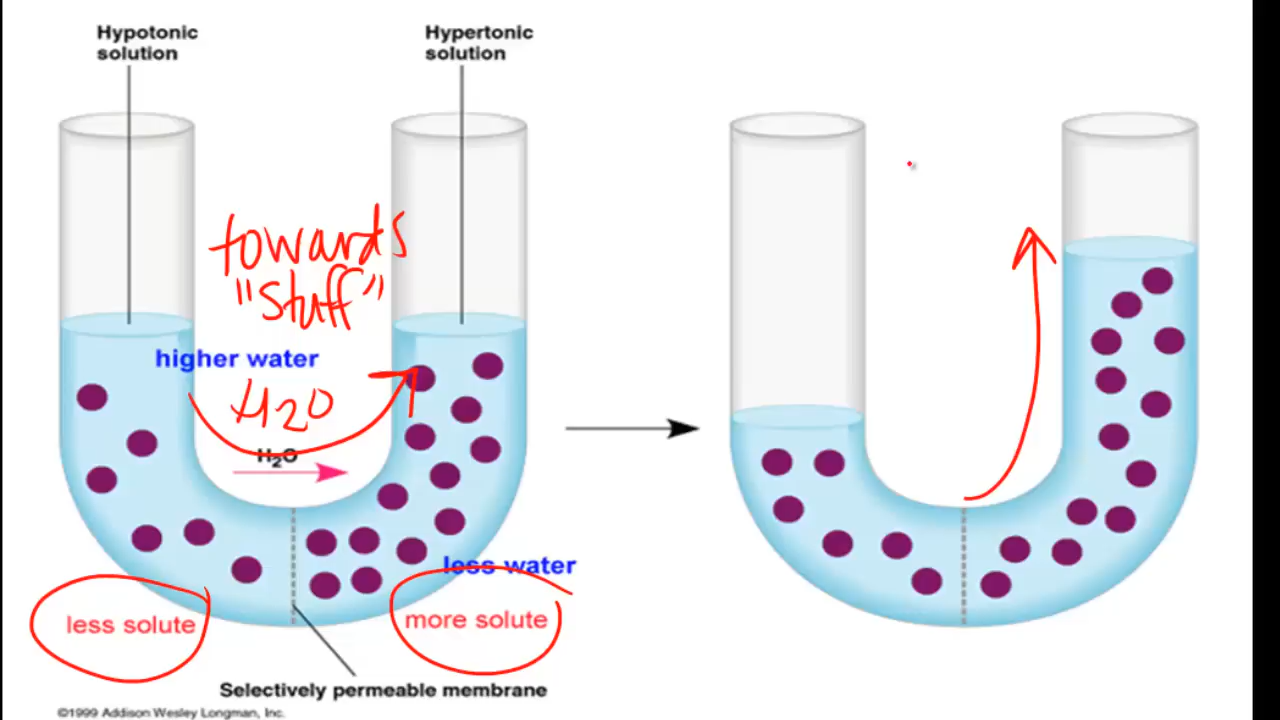 Hypotonic
solution
Hypertonic
solution
towards
"stuff"
higher water
H2O
H₂O
less water
less solute
more solute
Selectively permeable membrane
©1999 Addison Wesley Longman, Inc.